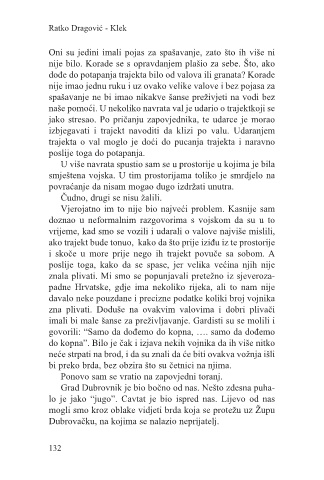 Ratko Dragović - Klek
Oni su jedini imali pojas za spašavanje, zato što ih više ni
nije bilo. Korade se s opravdanjem plašio za sebe. Što, ako
dođe do potapanja trajekta bilo od valova ili granata? Korade
nije imao jednu ruku i uz ovako velike valove i bez pojasa za
spašavanje ne bi imao nikakve šanse preživjeti na vodi bez
naše pomoći. U nekoliko navrata val je udario o trajektkoji se
jako stresao. Po pričanju zapovjednika, te udarce je morao
izbjegavati i trajekt navoditi da klizi po valu. Udaranjem
trajekta o val moglo je doći do pucanja trajekta i naravno
poslije toga do potapanja.
U više navrata spustio sam se u prostorije u kojima je bila
smještena vojska. U tim prostorijama toliko je smrdjelo na
povraćanje da nisam mogao dugo izdržati unutra.
Čudno, drugi se nisu žalili.
Vjerojatno im to nije bio najveći problem. Kasnije sam
doznao u neformalnim razgovorima s vojskom da su u to
vrijeme, kad smo se vozili i udarali o valove najviše mislili,
ako trajekt bude tonuo, kako da što prije iziđu iz te prostorije
i skoče u more prije nego ih trajekt povuče sa sobom. A
poslije toga, kako da se spase, jer velika većina njih nije
znala plivati. Mi smo se popunjavali pretežno iz sjeveroza-
padne Hrvatske, gdje ima nekoliko rijeka, ali to nam nije
davalo neke pouzdane i precizne podatke koliki broj vojnika
zna plivati. Doduše na ovakvim valovima i dobri plivači
imali bi male šanse za preživljavanje. Gardisti su se molili i
govorili: “Samo da dođemo do kopna, …. samo da dođemo
do kopna”. Bilo je čak i izjava nekih vojnika da ih više nitko
neće strpati na brod, i da su znali da će biti ovakva vožnja išli
bi preko brda, bez obzira što su četnici na njima.
Ponovo sam se vratio na zapovjedni toranj.
Grad Dubrovnik je bio bočno od nas. Nešto zdesna puha-
lo je jako “jugo”. Cavtat je bio ispred nas. Lijevo od nas
mogli smo kroz oblake vidjeti brda koja se protežu uz Župu
Dubrovačku, na kojima se nalazio neprijatelj.
132